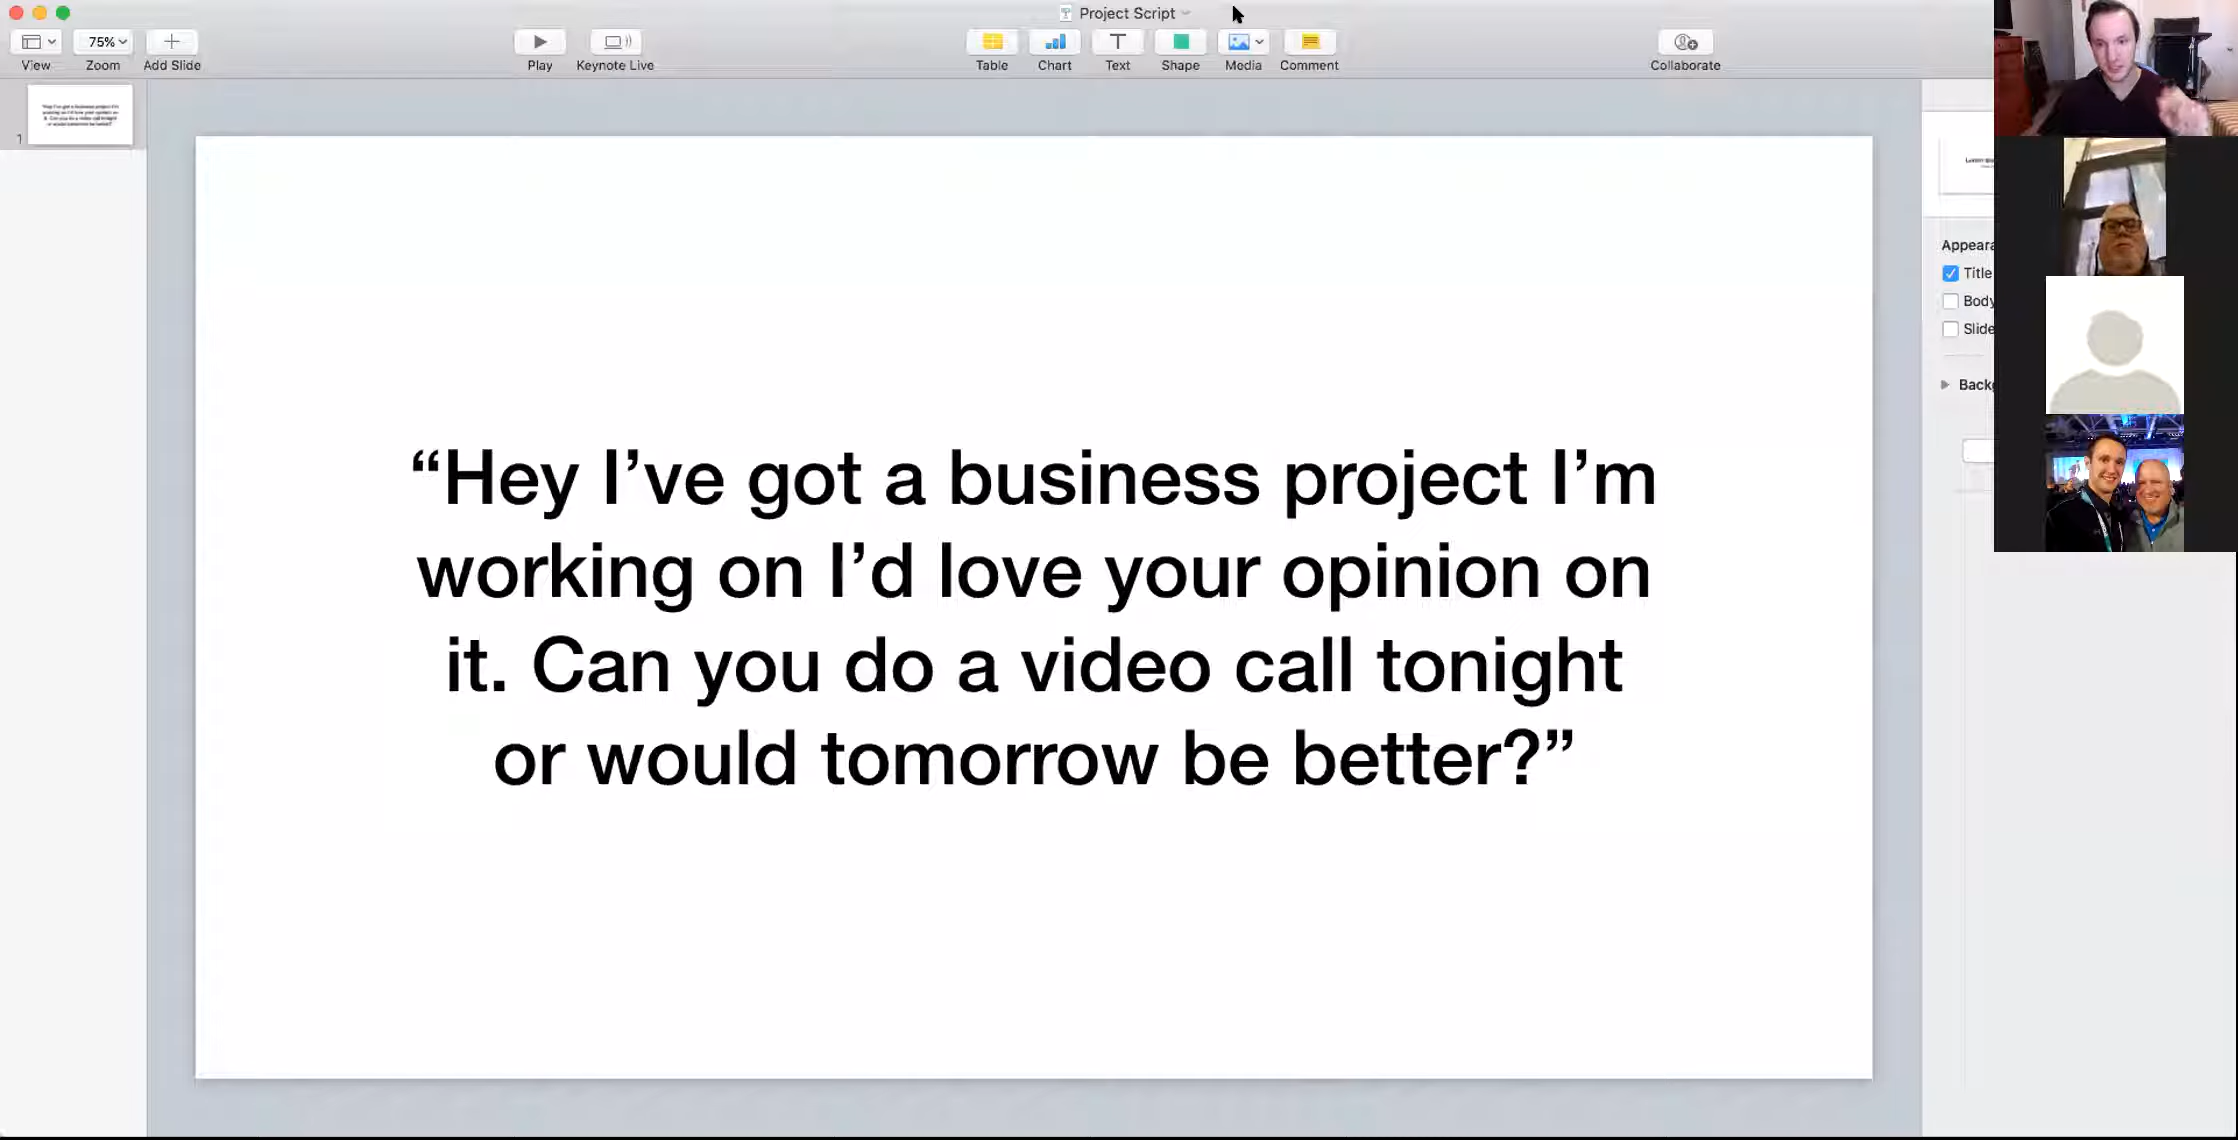 Project Script
75%
View
Zoom
Add Slide
Play
Keynote Live
Table
Chart
Text
Shape
Media
Comment
Collaborate
1
“Hey I’ve got a business project I’m
working on I’d love your opinion on
it. Can you do a video call tonight
or would tomorrow be better?”
Appeara
Title
Body
Slide
Back